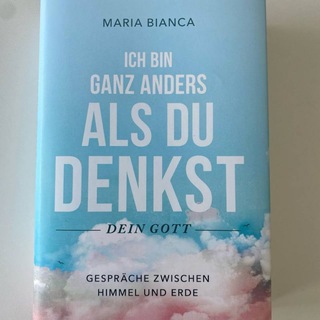 MARIA BIANCA
ICH BIN
GANZ ANDERS
ALS DU
DENKST
DEIN GOTT
GESPRÄCHE ZWISCHEN
HIMMEL UND ERDE